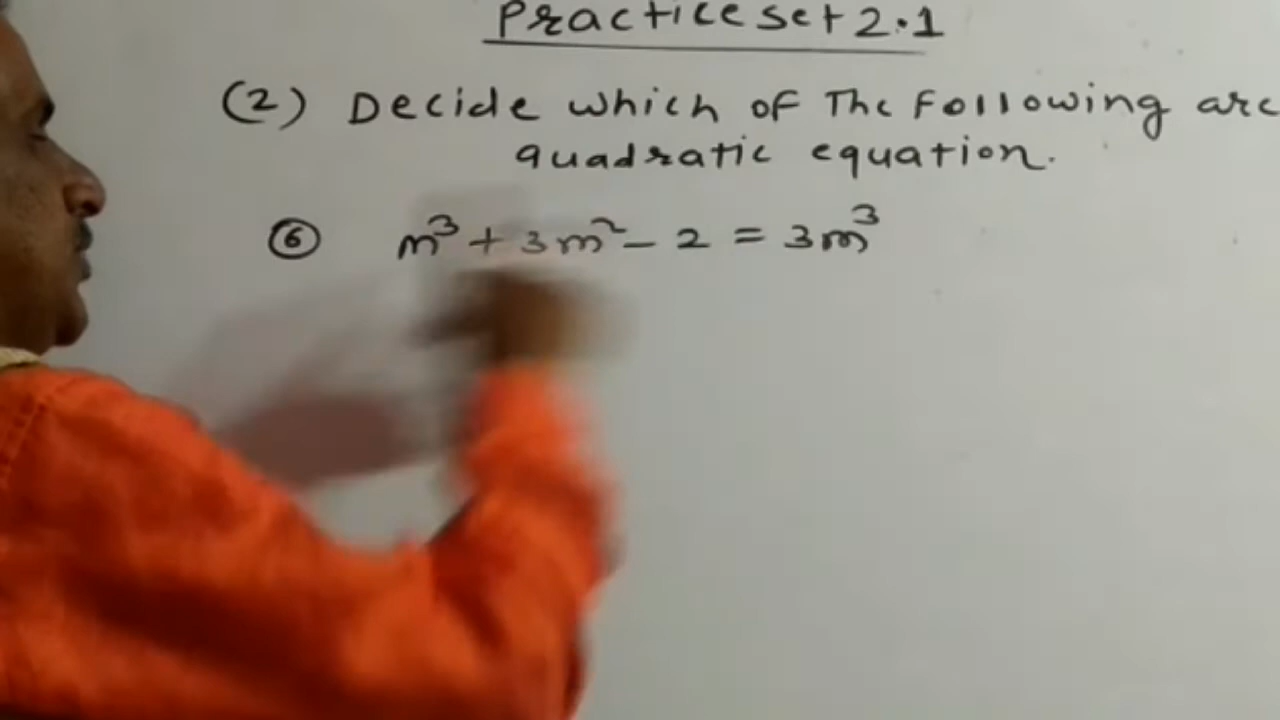 Practice set 2.1
(2) Decide which of The Following are
quadratic equation.
⑥ m³ + 3m² - 2 = 3m³